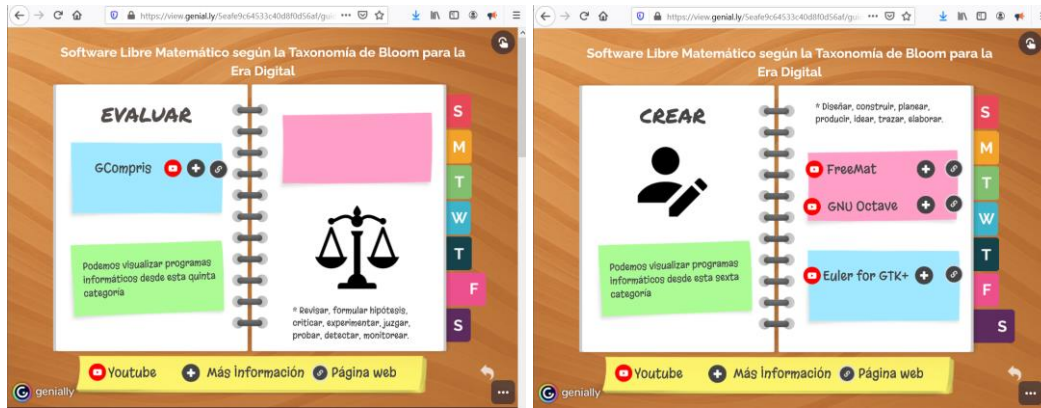 https://view.genial.ly/5eafe9c64533c40d8f0d56af/gui
Software Libre Matemático según la Taxonomía de Bloom para la
Era Digital
EVALUAR
GCompris
Podemos visualizar programas
informáticos desde esta quinta
categoría
* Revisar, formular hipótesis,
criticar, experimentar, juzgar,
probar, detectar, monitorear.
S
M
T
W
T
F
S
Youtube
Más Información
Página web
genially
https://view.genial.ly/5eafe9c64533c40d8f0d56af/gui
Software Libre Matemático según la Taxonomía de Bloom para la
Era Digital
CREAR
Podemos visualizar programas
informáticos desde esta sexta
categoría
* Diseñar, construir, planear,
producir, idear, trazar, elaborar.
FreeMat
GNU Octave
Euler for GTK+
S
M
T
W
T
F
S
Youtube
Más Información
Página web
genially